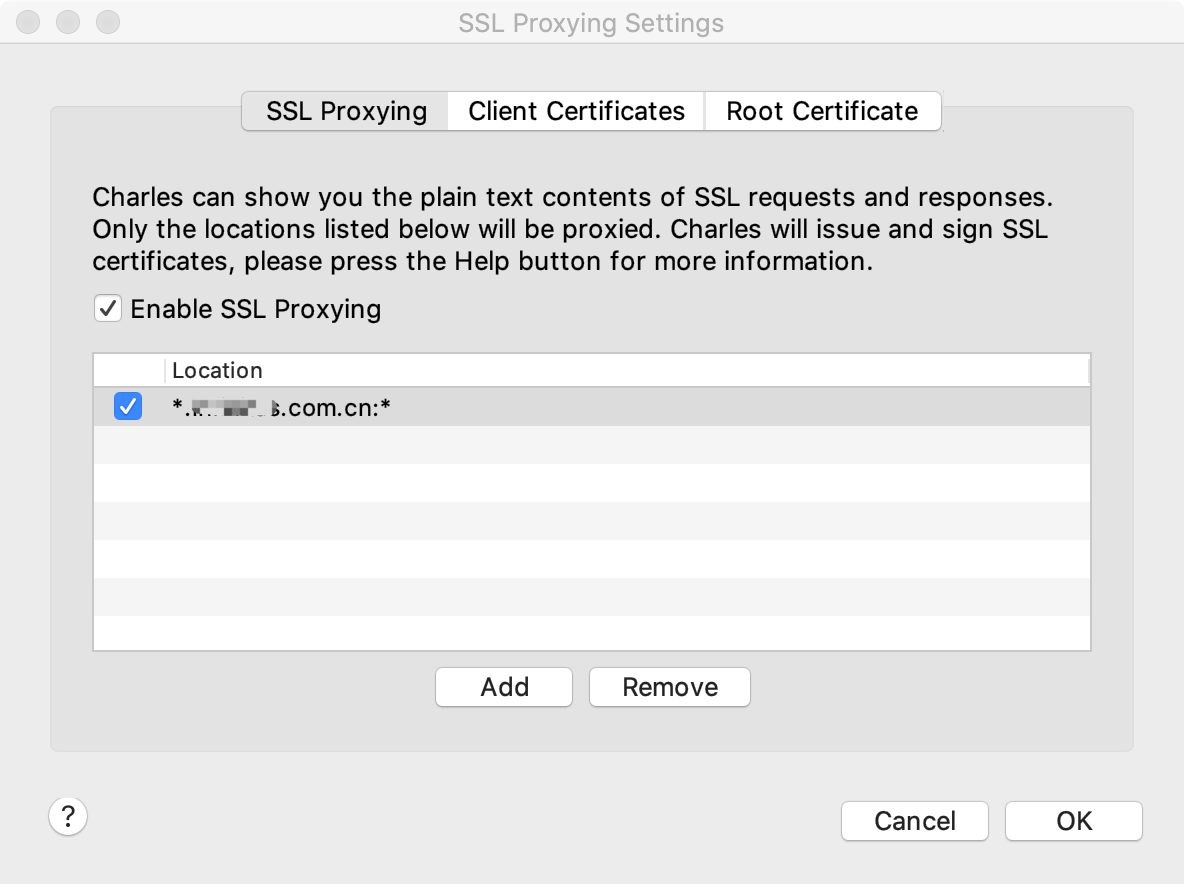 SSL Proxying Settings
SSL Proxying
Client Certificates
Root Certificate
Charles can show you the plain text contents of SSL requests and responses.
Only the locations listed below will be proxied. Charles will issue and sign SSL
certificates, please press the Help button for more information.
Enable SSL Proxying
Location
.com.cn:*
Add
Remove
?
Cancel
OK